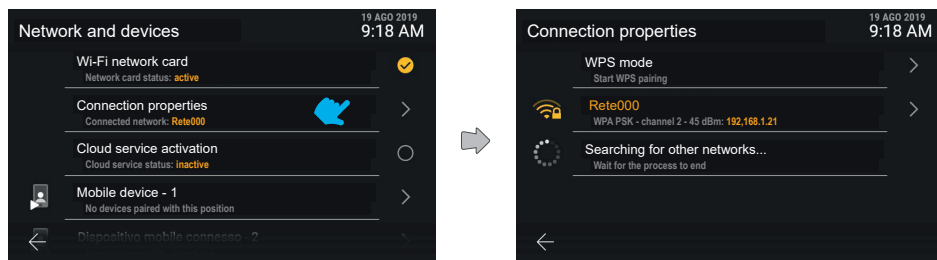 19 AGO 2019
Network and devices 9:18 AM
Wi-Fi network card
Network card status: active
Connection properties
Connected network: Rete000
Cloud service activation
Cloud service status: inactive
Mobile device - 1
No devices paired with this position
Dispositivo mobile connesso - 2
19 AGO 2019
Connection properties 9:18 AM
WPS mode
Start WPS pairing
Rete000
WPA PSK - channel 2 - 45 dBm: 192,168.1.21
Searching for other networks...
Wait for the process to end